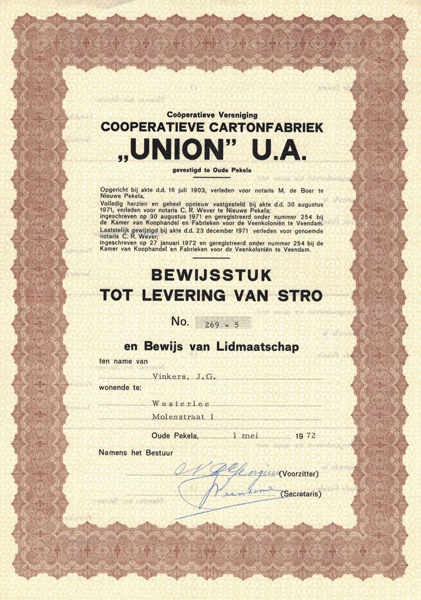 Coöperatieve Vereniging
COOPERATIEVE CARTONFABRIEK
„UNION” U.A.
gevestigd te Oude Pekela
Opgericht bij akte d.d. 16 juli 1903, verleden voor notaris M. de Boer te
Nieuwe Pekela.
Volledig herzien en geheel opnieuw vastgesteld bij akte d.d. 30 augustus
1971, verleden voor notaris C. R. Wever te Nieuwe Pekela;
ingeschreven op 30 augustus 1971 en geregistreerd onder nummer 254 bij
de Kamer van Koophandel en Fabrieken voor de Veenkoloniën te Veendam.
Laatstelijk gewijzigd bij akte d.d. 23 december 1971 verleden voor genoemde
notaris C. R. Wever;
ingeschreven op 27 januari 1972 en geregistreerd onder nummer 254 bij de
Kamer van Koophandel en Fabrieken voor de Veenkoloniën te Veendam.
BEWIJSSTUK
TOT LEVERING VAN STRO
No. 269 - 5
en Bewijs van Lidmaatschap
ten name van
Vinkers, J.G.
wonende te:
Westerlee
Molenstraat 1
Oude Pekela, 1 mei 1972
Namens het Bestuur
(Voorzitter)
(Secretaris)